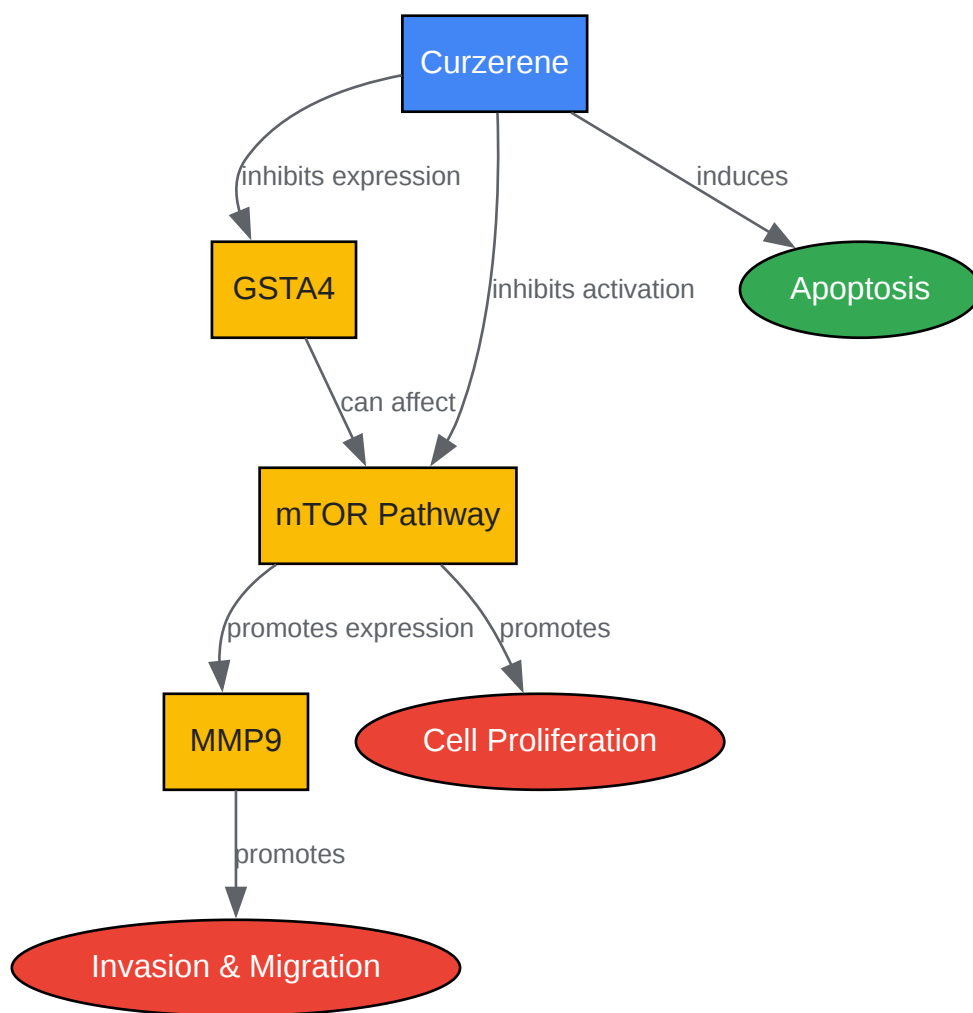 Curzerene
inhibits expression
induces
GSTA4
inhibits activation
Apoptosis
can affect
mTOR Pathway
promotes expression
promotes
MMP9
Cell Proliferation
promotes
Invasion & Migration